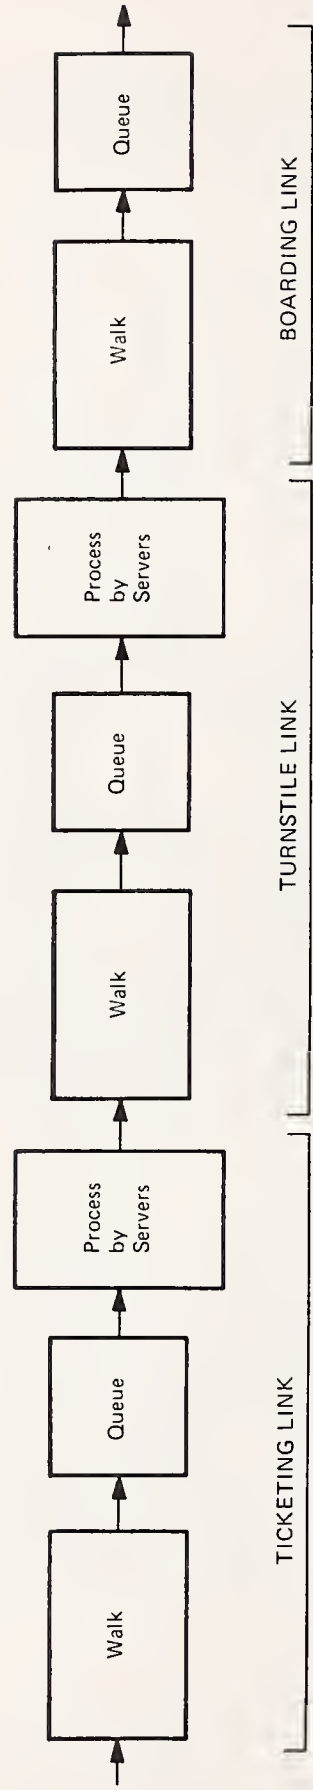 Walk
Queue
Process
by
Servers
Walk
Queue
Process
by
Servers
Walk
Queue
TICKETING LINK
TURNSTILE LINK
BOARDING LINK